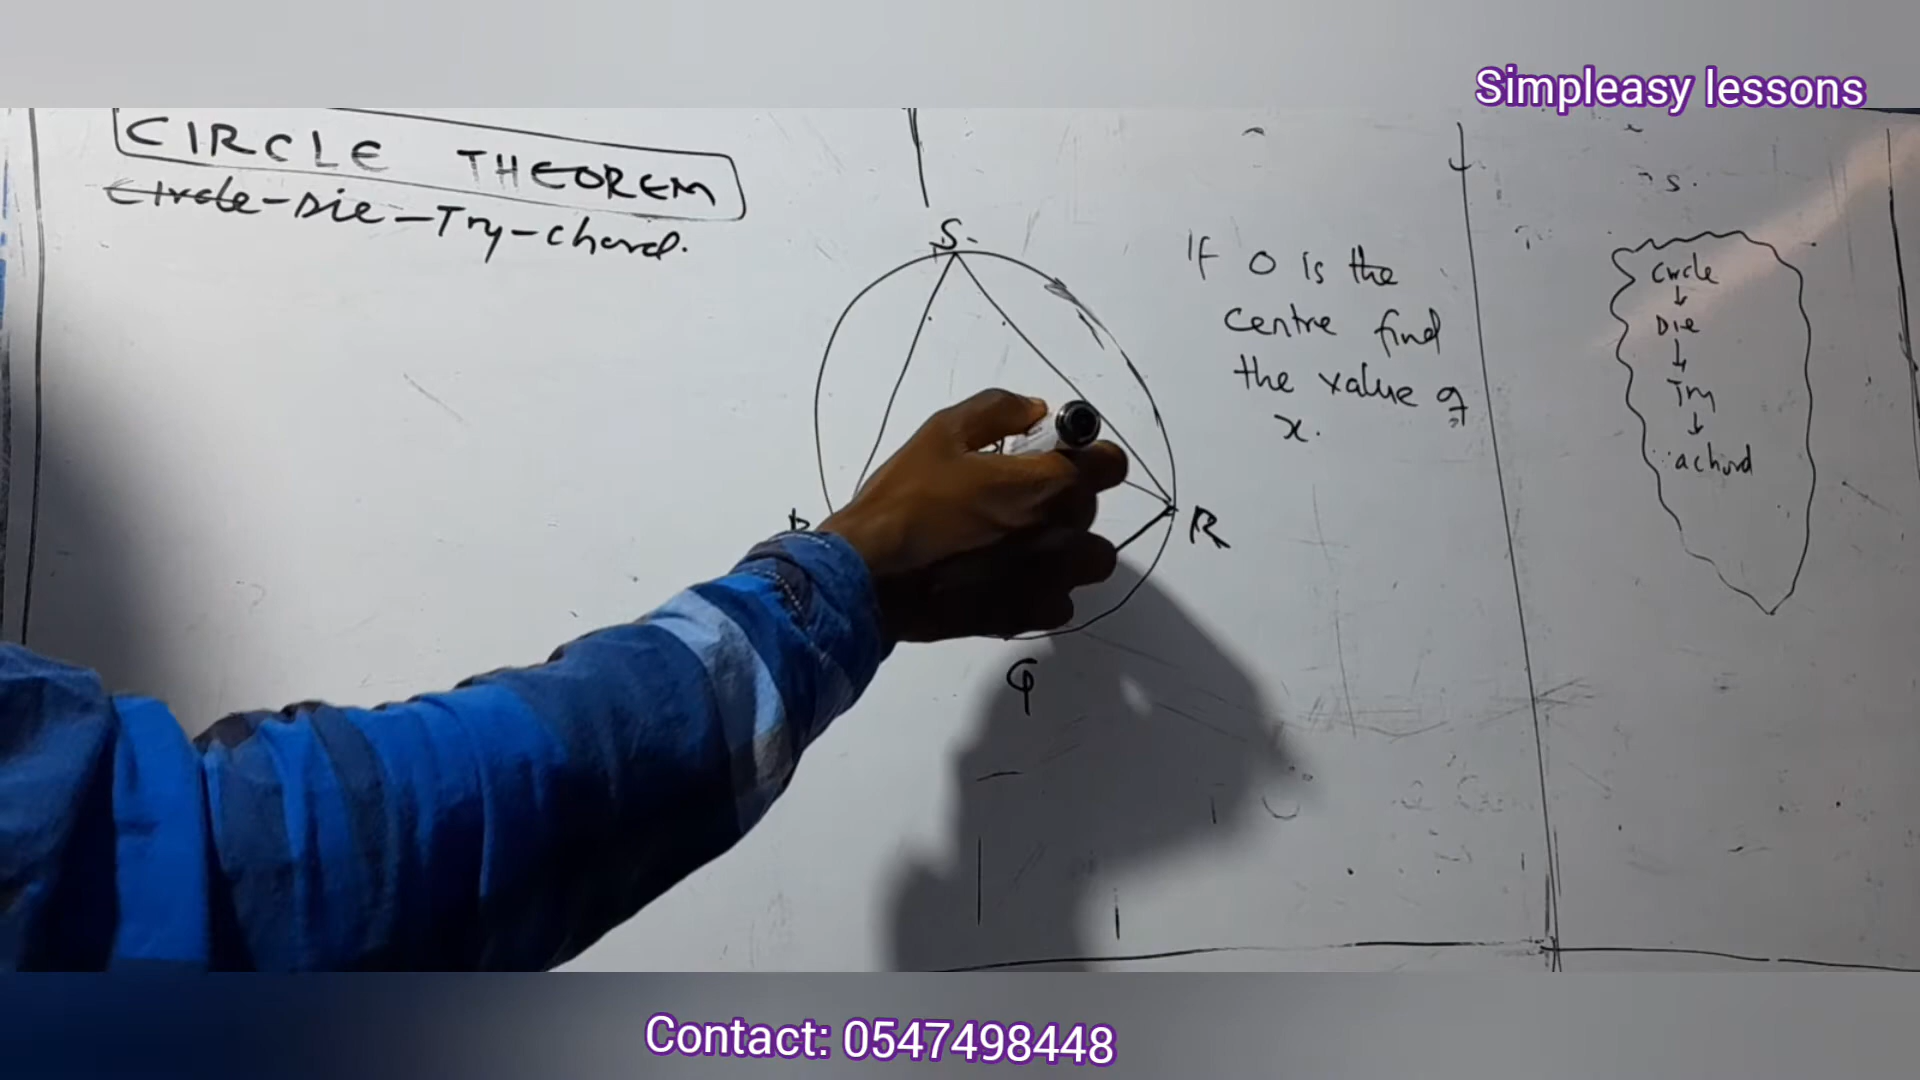 Simpleasy lessons
CIRCLE THEOREM
Circle-Die-Try-Chord.
S
If O is the
centre find
the value of
x.
R
Q
Circle
↓
Die
↓
Try
↓
a chord
Contact: 0547498448